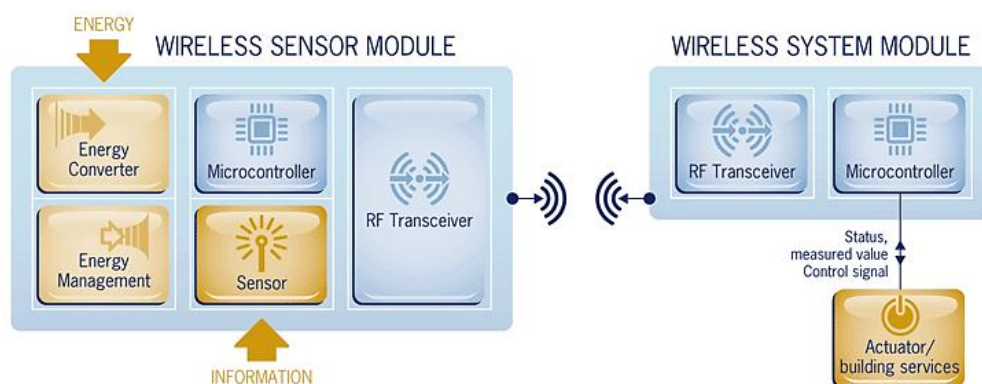 ENERGY
WIRELESS SENSOR MODULE
Energy
Converter
Microcontroller
RF Transceiver
Energy
Management
Sensor
INFORMATION
WIRELESS SYSTEM MODULE
RF Transceiver
Microcontroller
Status,
measured value
Control signal
Actuator/
building services